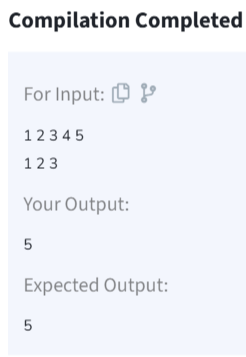 Compilation Completed
For Input:
1 2 3 4 5
1 2 3
Your Output:
5
Expected Output:
5